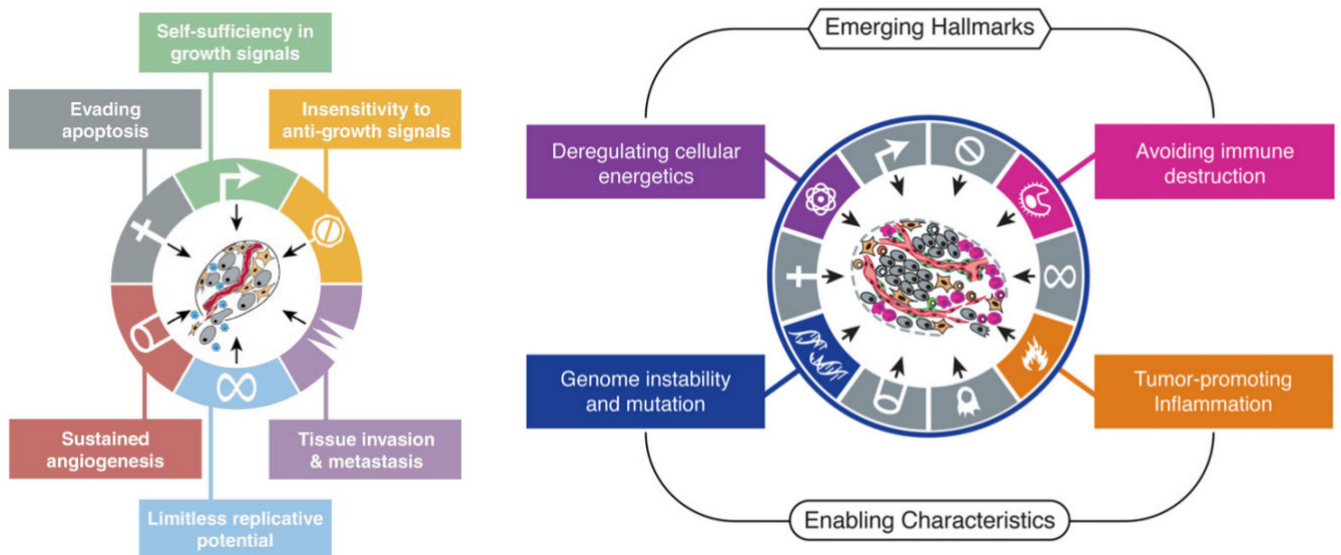 Self-sufficiency in
growth signals
Evading
apoptosis
Insensitivity to
anti-growth signals
Sustained
angiogenesis
Tissue invasion
& metastasis
Limitless replicative
potential
Emerging Hallmarks
Deregulating cellular
energetics
Avoiding immune
destruction
Genome instability
and mutation
Tumor-promoting
Inflammation
Enabling Characteristics